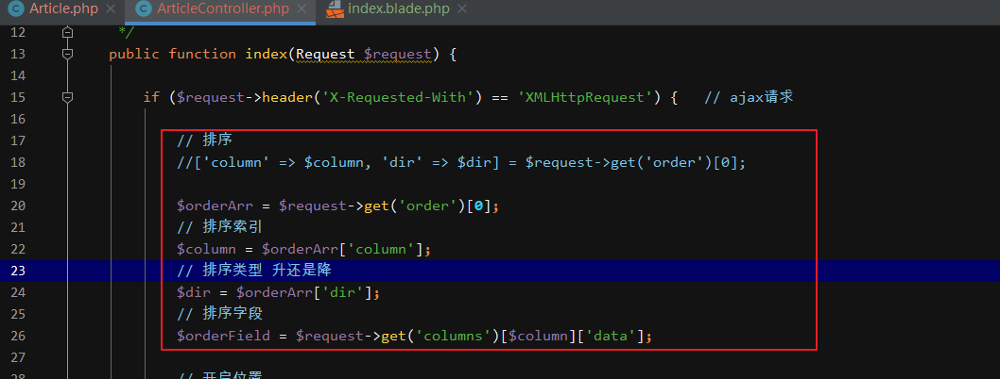 Article.php
ArticleController.php
index.blade.php
12 */
13 public function index(Request $request) {
14
15 if ($request->header('X-Requested-With') == 'XMLHttpRequest') { // ajax请求
16
17 // 排序
18 //['column' => $column, 'dir' => $dir] = $request->get('order')[0];
19
20 $orderArr = $request->get('order')[0];
21 // 排序索引
22 $column = $orderArr['column'];
23 // 排序类型 升还是降
24 $dir = $orderArr['dir'];
25 // 排序字段
26 $orderField = $request->get('columns')[$column]['data'];
27
28 // 开启位置